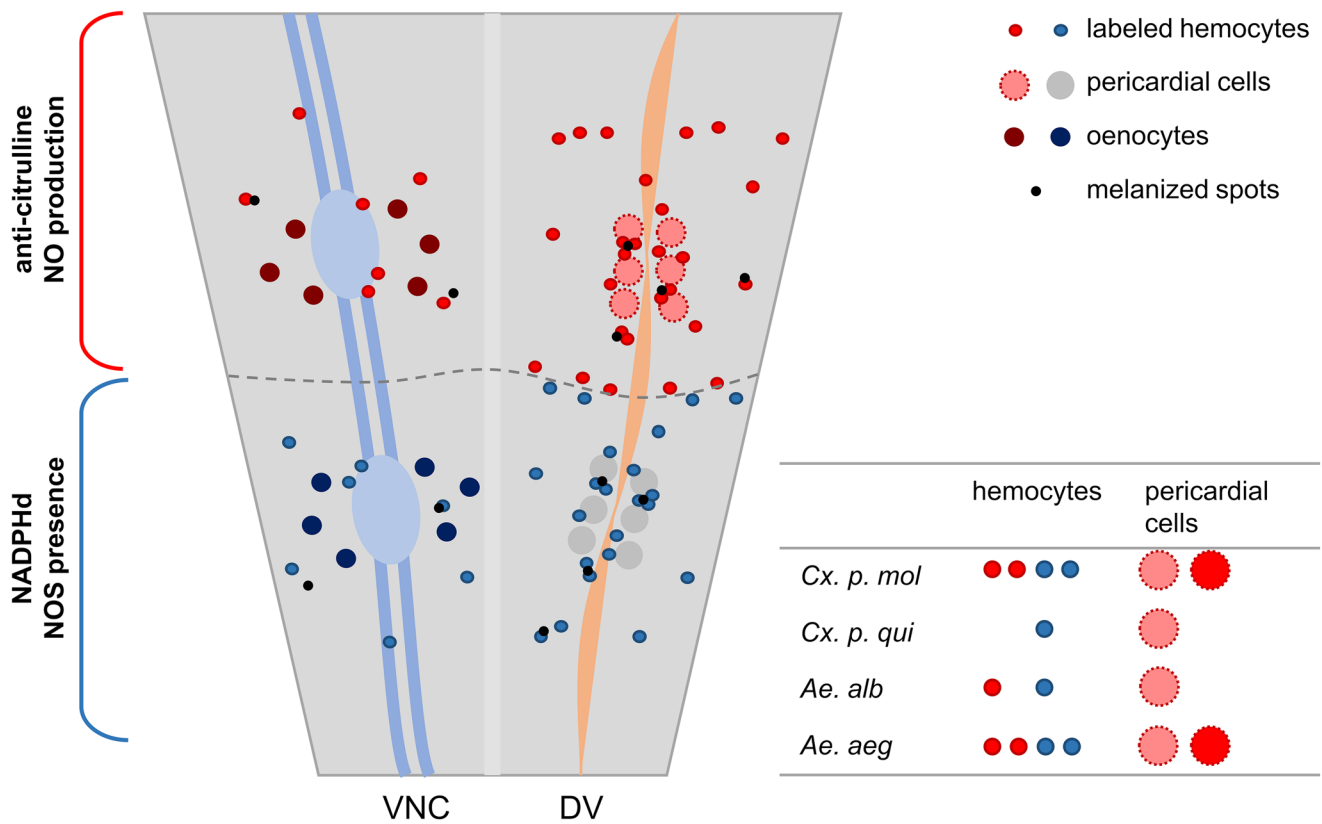 anti-citrulline
NO production
NADPHd
NOS presence
VNC
DV
labeled hemocytes
pericardial cells
oenocytes
melanized spots
hemocytes
pericardial
cells
Cx. p. mol
Cx. p. qui
Ae. alb
Ae. aeg